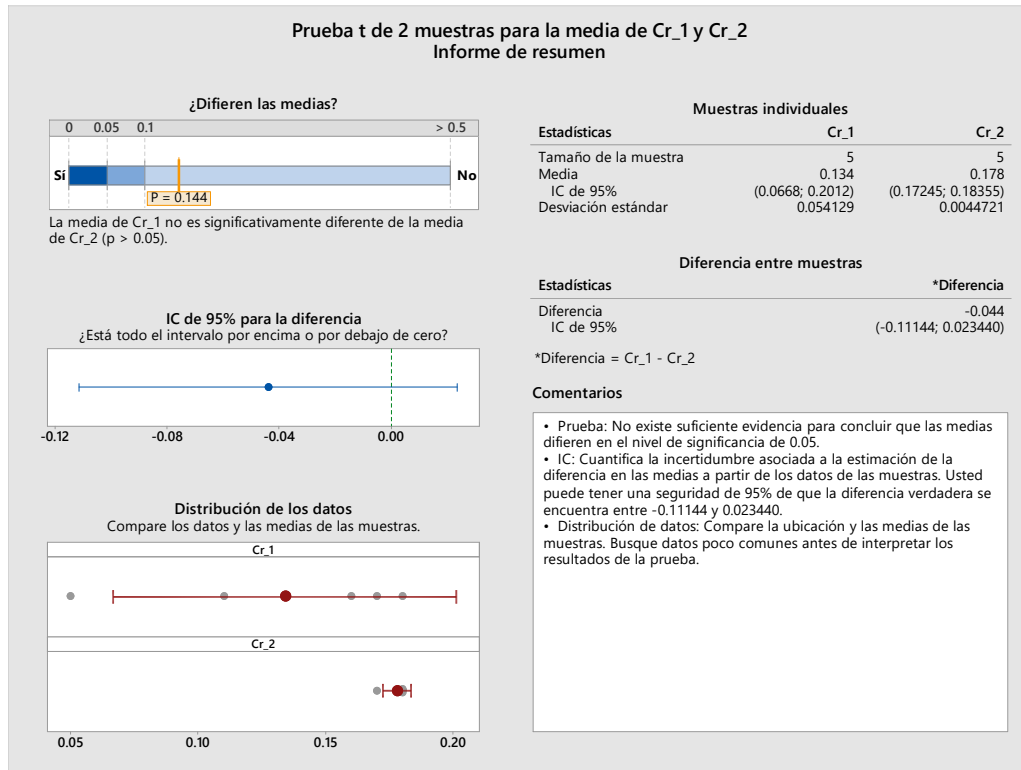 Prueba t de 2 muestras para la media de Cr_1 y Cr_2
Informe de resumen
¿Difieren las medias?
0 0.05 0.1 > 0.5
Sí No
P = 0.144
La media de Cr_1 no es significativamente diferente de la media
de Cr_2 (p > 0.05).
IC de 95% para la diferencia
¿Está todo el intervalo por encima o por debajo de cero?
-0.12 -0.08 -0.04 0.00
Distribución de los datos
Compare los datos y las medias de las muestras.
Cr_1
Cr_2
0.05 0.10 0.15 0.20
Muestras individuales
Estadísticas Cr_1 Cr_2
Tamaño de la muestra 5 5
Media 0.134 0.178
IC de 95% (0.0668; 0.2012) (0.17245; 0.18355)
Desviación estándar 0.054129 0.0044721
Diferencia entre muestras
Estadísticas *Diferencia
Diferencia -0.044
IC de 95% (-0.11144; 0.023440)
*Diferencia = Cr_1 - Cr_2
Comentarios
• Prueba: No existe suficiente evidencia para concluir que las medias
difieren en el nivel de significancia de 0.05.
• IC: Cuantifica la incertidumbre asociada a la estimación de la
diferencia en las medias a partir de los datos de las muestras. Usted
puede tener una seguridad de 95% de que la diferencia verdadera se
encuentra entre -0.11144 y 0.023440.
• Distribución de datos: Compare la ubicación y las medias de las
muestras. Busque datos poco comunes antes de interpretar los
resultados de la prueba.